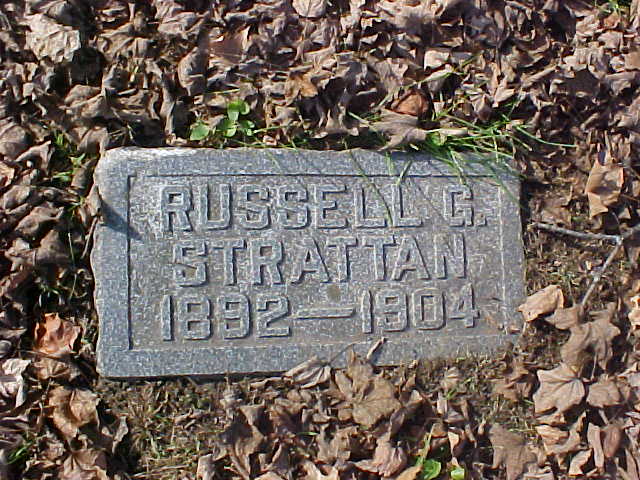 RUSSELL G.
STRATTAN
1892—1904